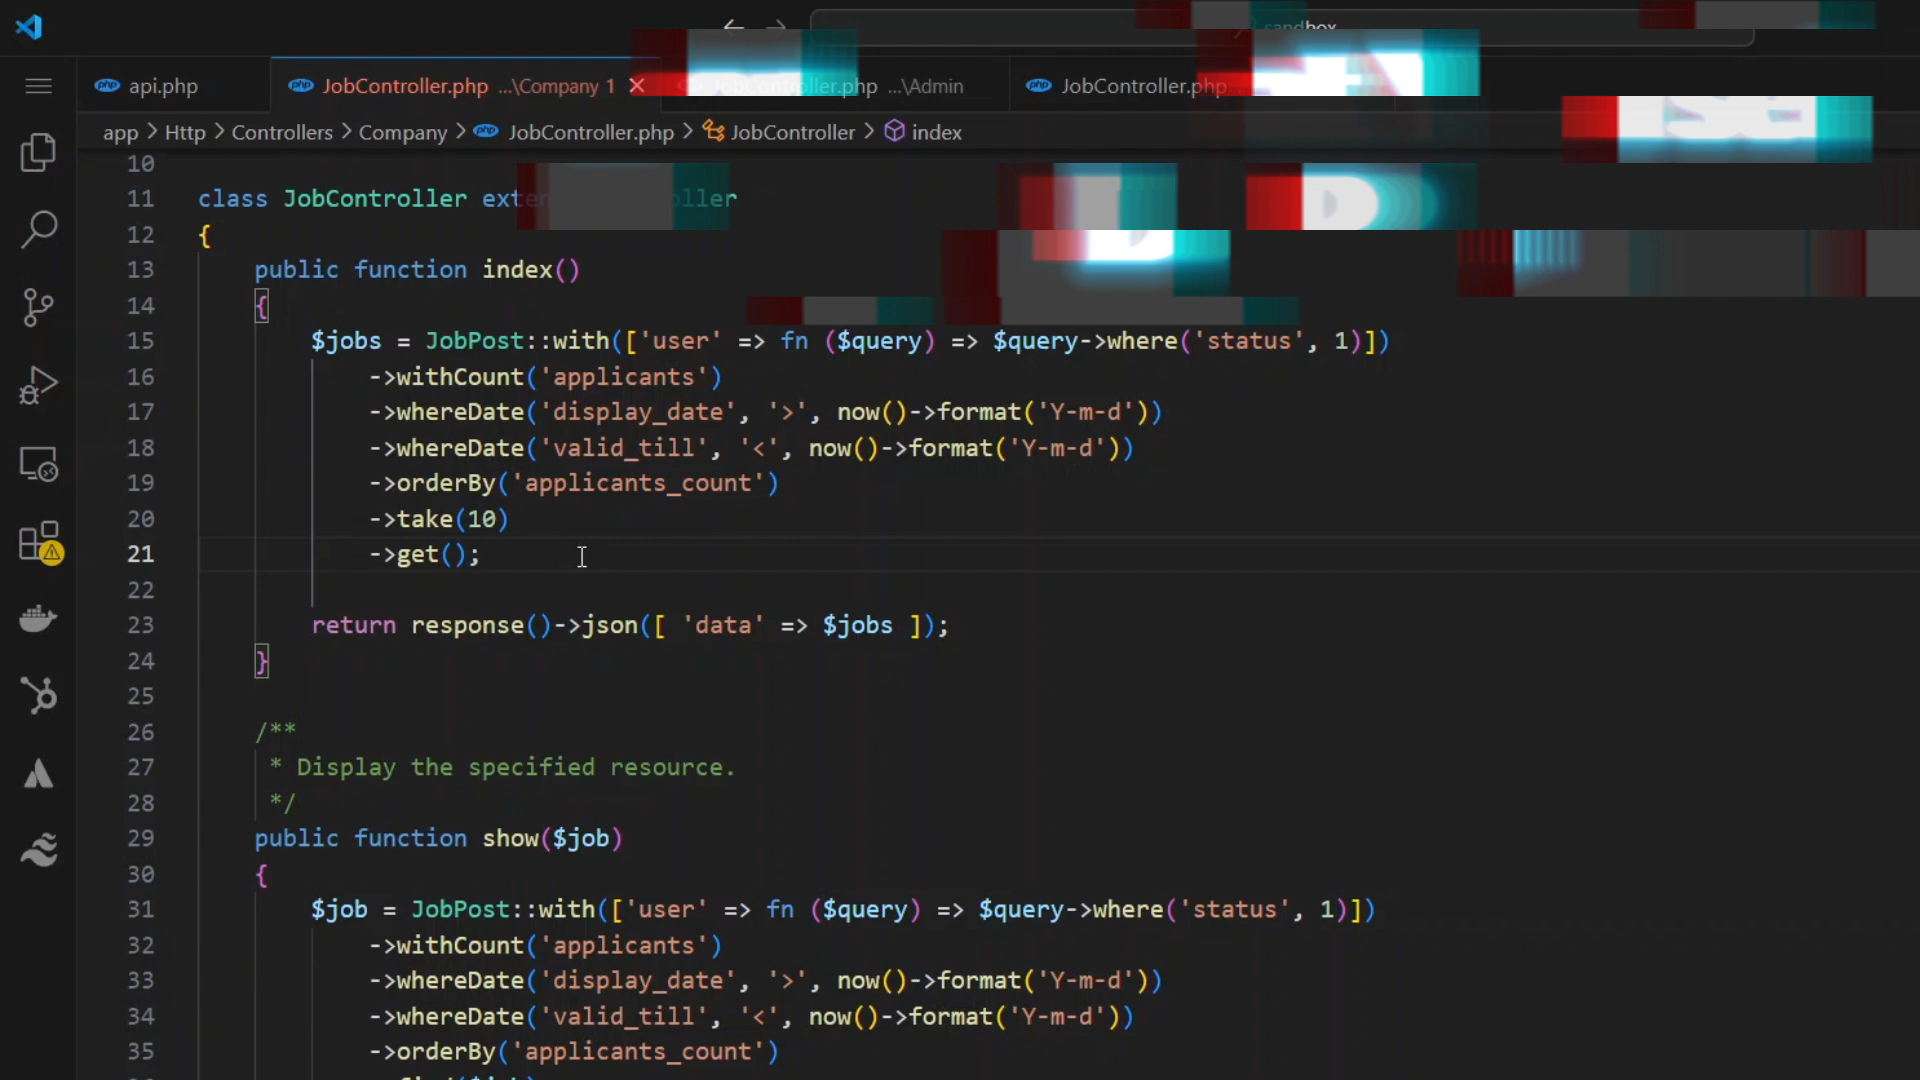 sandbox
api.php
JobController.php ...\Company 1
JobController.php ...\Admin
JobController.php
app > Http > Controllers > Company > JobController.php > JobController > index
10
11 class JobController extends Controller
12 {
13 public function index()
14 {
15 $jobs = JobPost::with(['user' => fn ($query) => $query->where('status', 1)])
16 ->withCount('applicants')
17 ->whereDate('display_date', '>', now()->format('Y-m-d'))
18 ->whereDate('valid_till', '<', now()->format('Y-m-d'))
19 ->orderBy('applicants_count')
20 ->take(10)
21 ->get();
22
23 return response()->json([ 'data' => $jobs ]);
24 }
25
26 /**
27 * Display the specified resource.
28 */
29 public function show($job)
30 {
31 $job = JobPost::with(['user' => fn ($query) => $query->where('status', 1)])
32 ->withCount('applicants')
33 ->whereDate('display_date', '>', now()->format('Y-m-d'))
34 ->whereDate('valid_till', '<', now()->format('Y-m-d'))
35 ->orderBy('applicants_count')